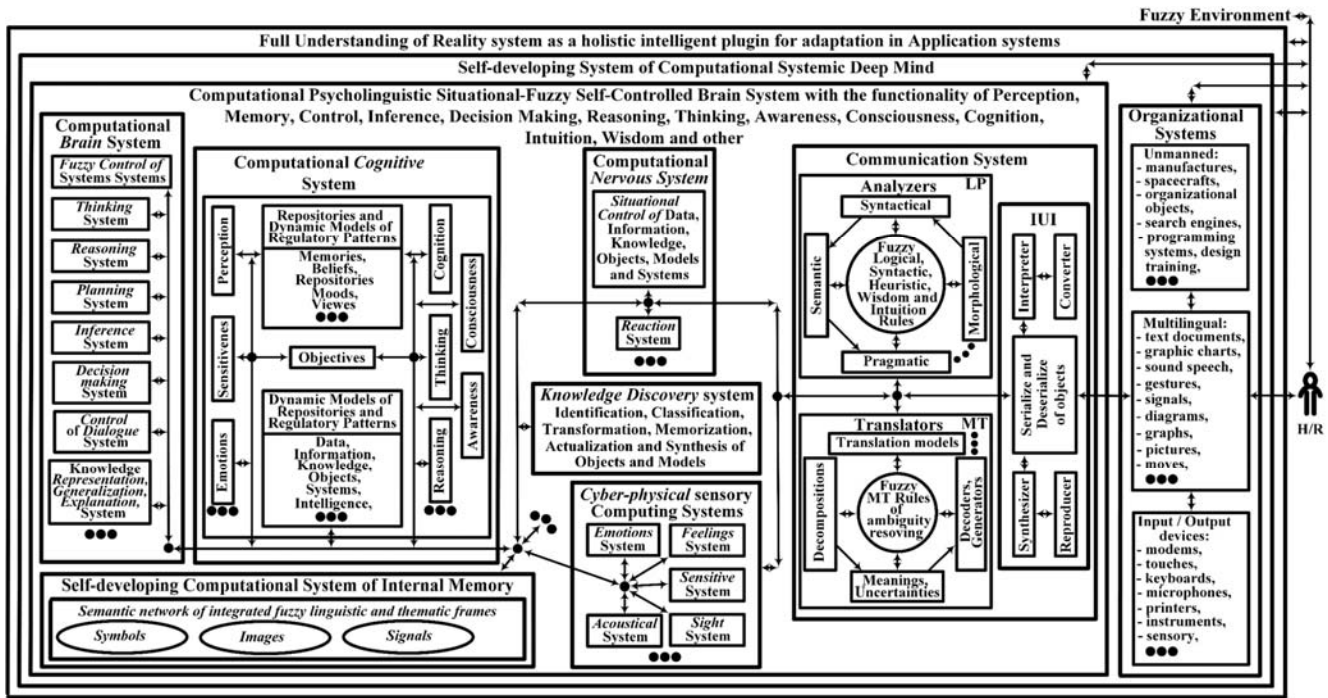 Fuzzy Environment
Full Understanding of Reality system as a holistic intelligent plugin for adaptation in Application systems
Self-developing System of Computational Systemic Deep Mind
Computational Psycholinguistic Situational-Fuzzy Self-Controlled Brain System with the functionality of Perception,
Memory, Control, Inference, Decision Making, Reasoning, Thinking, Awareness, Consciousness, Cognition,
Intuition, Wisdom and other
Computational
Brain System
Fuzzy Control of
Systems Systems
Thinking
System
Reasoning
System
Planning
System
Inference
System
Decision
making
System
Control
of Dialogue
System
Knowledge
Representation,
Generalization,
Explanation,
System
Computational Cognitive
System
Perception
Sensitiveness
Emotions
Repositories and
Dynamic Models of
Regulatory Patterns
Memories,
Beliefs,
Repositories
Moods,
Viewes
Objectives
Dynamic Models of
Repositories and
Regulatory Patterns
Data,
Information,
Knowledge,
Objects,
Systems,
Intelligence,
Cognition
Thinking
Reasoning
Consciousness
Awareness
Self-developing Computational System of Internal Memory
Semantic network of integrated fuzzy linguistic and thematic frames
Symbols
Images
Signals
Computational
Nervous System
Situational
Control of Data,
Information,
Knowledge,
Objects, Models
and Systems
Reaction
System
Knowledge Discovery system
Identification, Classification,
Transformation, Memorization,
Actualization and Synthesis of
Objects and Models
Cyber-physical sensory
Computing Systems
Emotions
System
Feelings
System
Sensitive
System
Acoustical
System
Sight
System
Communication System
Analyzers
LP
Syntactical
Semantic
Fuzzy
Logical,
Syntactic,
Heuristic,
Wisdom and
Intuition
Rules
Morphological
Pragmatic
Translators
MT
Translation models
Decompositions
Fuzzy
MT Rules
of
ambiguity
resoving
Decoders,
Generators
Meanings,
Uncertainties
IUI
Interpreter
Converter
Serialize and
Deserialize
of objects
Synthesizer
Reproducer
Organizational
Systems
Unmanned:
- manufactures,
- spacecrafts,
- organizational
objects,
- search engines,
- programming
systems, design
training,
Multilingual:
- text documents,
- graphic charts,
- sound speech,
- gestures,
- signals,
- diagrams,
- graphs,
- pictures,
- moves,
Input / Output
devices:
- modems,
- touches,
- keyboards,
- microphones,
- printers,
- instruments,
- sensory,
H/R